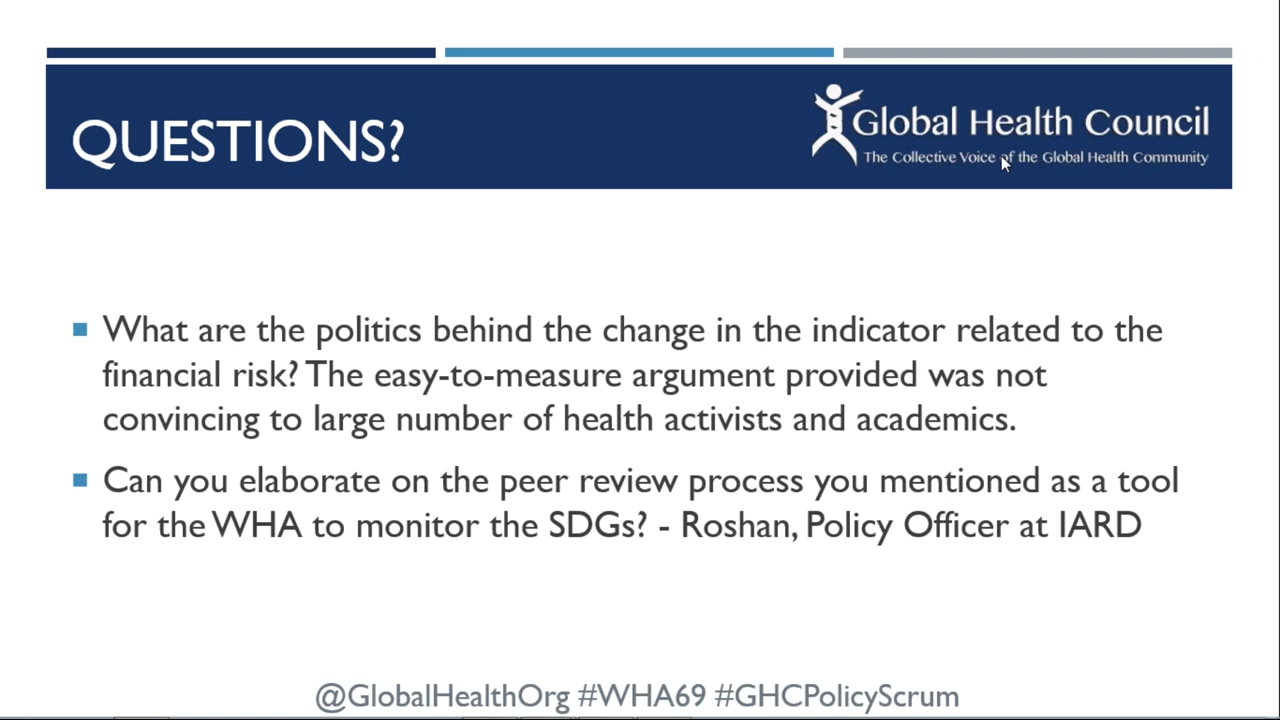 QUESTIONS?
Global Health Council
The Collective Voice of the Global Health Community
What are the politics behind the change in the indicator related to the
financial risk? The easy-to-measure argument provided was not
convincing to large number of health activists and academics.
Can you elaborate on the peer review process you mentioned as a tool
for the WHA to monitor the SDGs? - Roshan, Policy Officer at IARD
@GlobalHealthOrg #WHA69 #GHCPolicyScrum